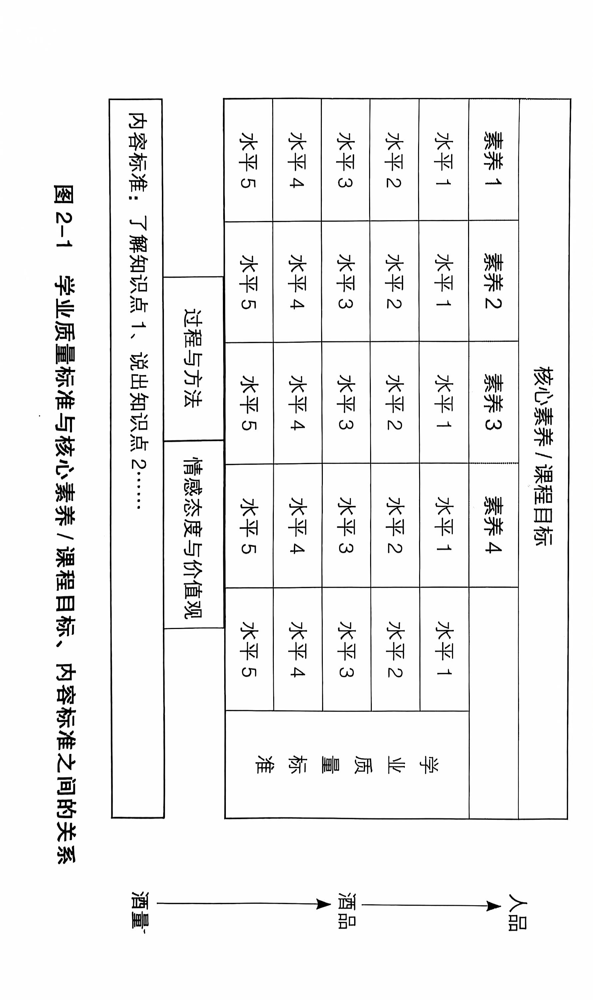 核心素养/课程目标
素养1 素养2 素养3 素养4
水平1 水平1 水平1 水平1 水平1
水平2 水平2 水平2 水平2 水平2
水平3 水平3 水平3 水平3 水平3
水平4 水平4 水平4 水平4 水平4
水平5 水平5 水平5 水平5 水平5
学
业
质
量
标
准
过程与方法 情感态度与价值观
内容标准：了解知识点1、说出知识点2……
人品
酒品
酒量
图2-1 学业质量标准与核心素养/课程目标、内容标准之间的关系